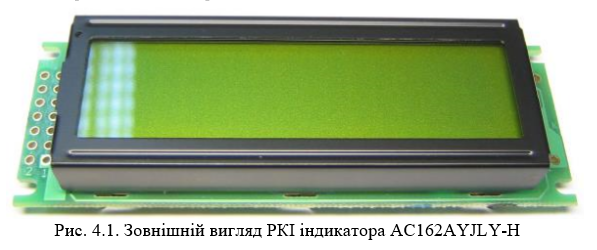 Рис. 4.1. Зовнішній вигляд РКІ індикатора AC162AYJLY-H